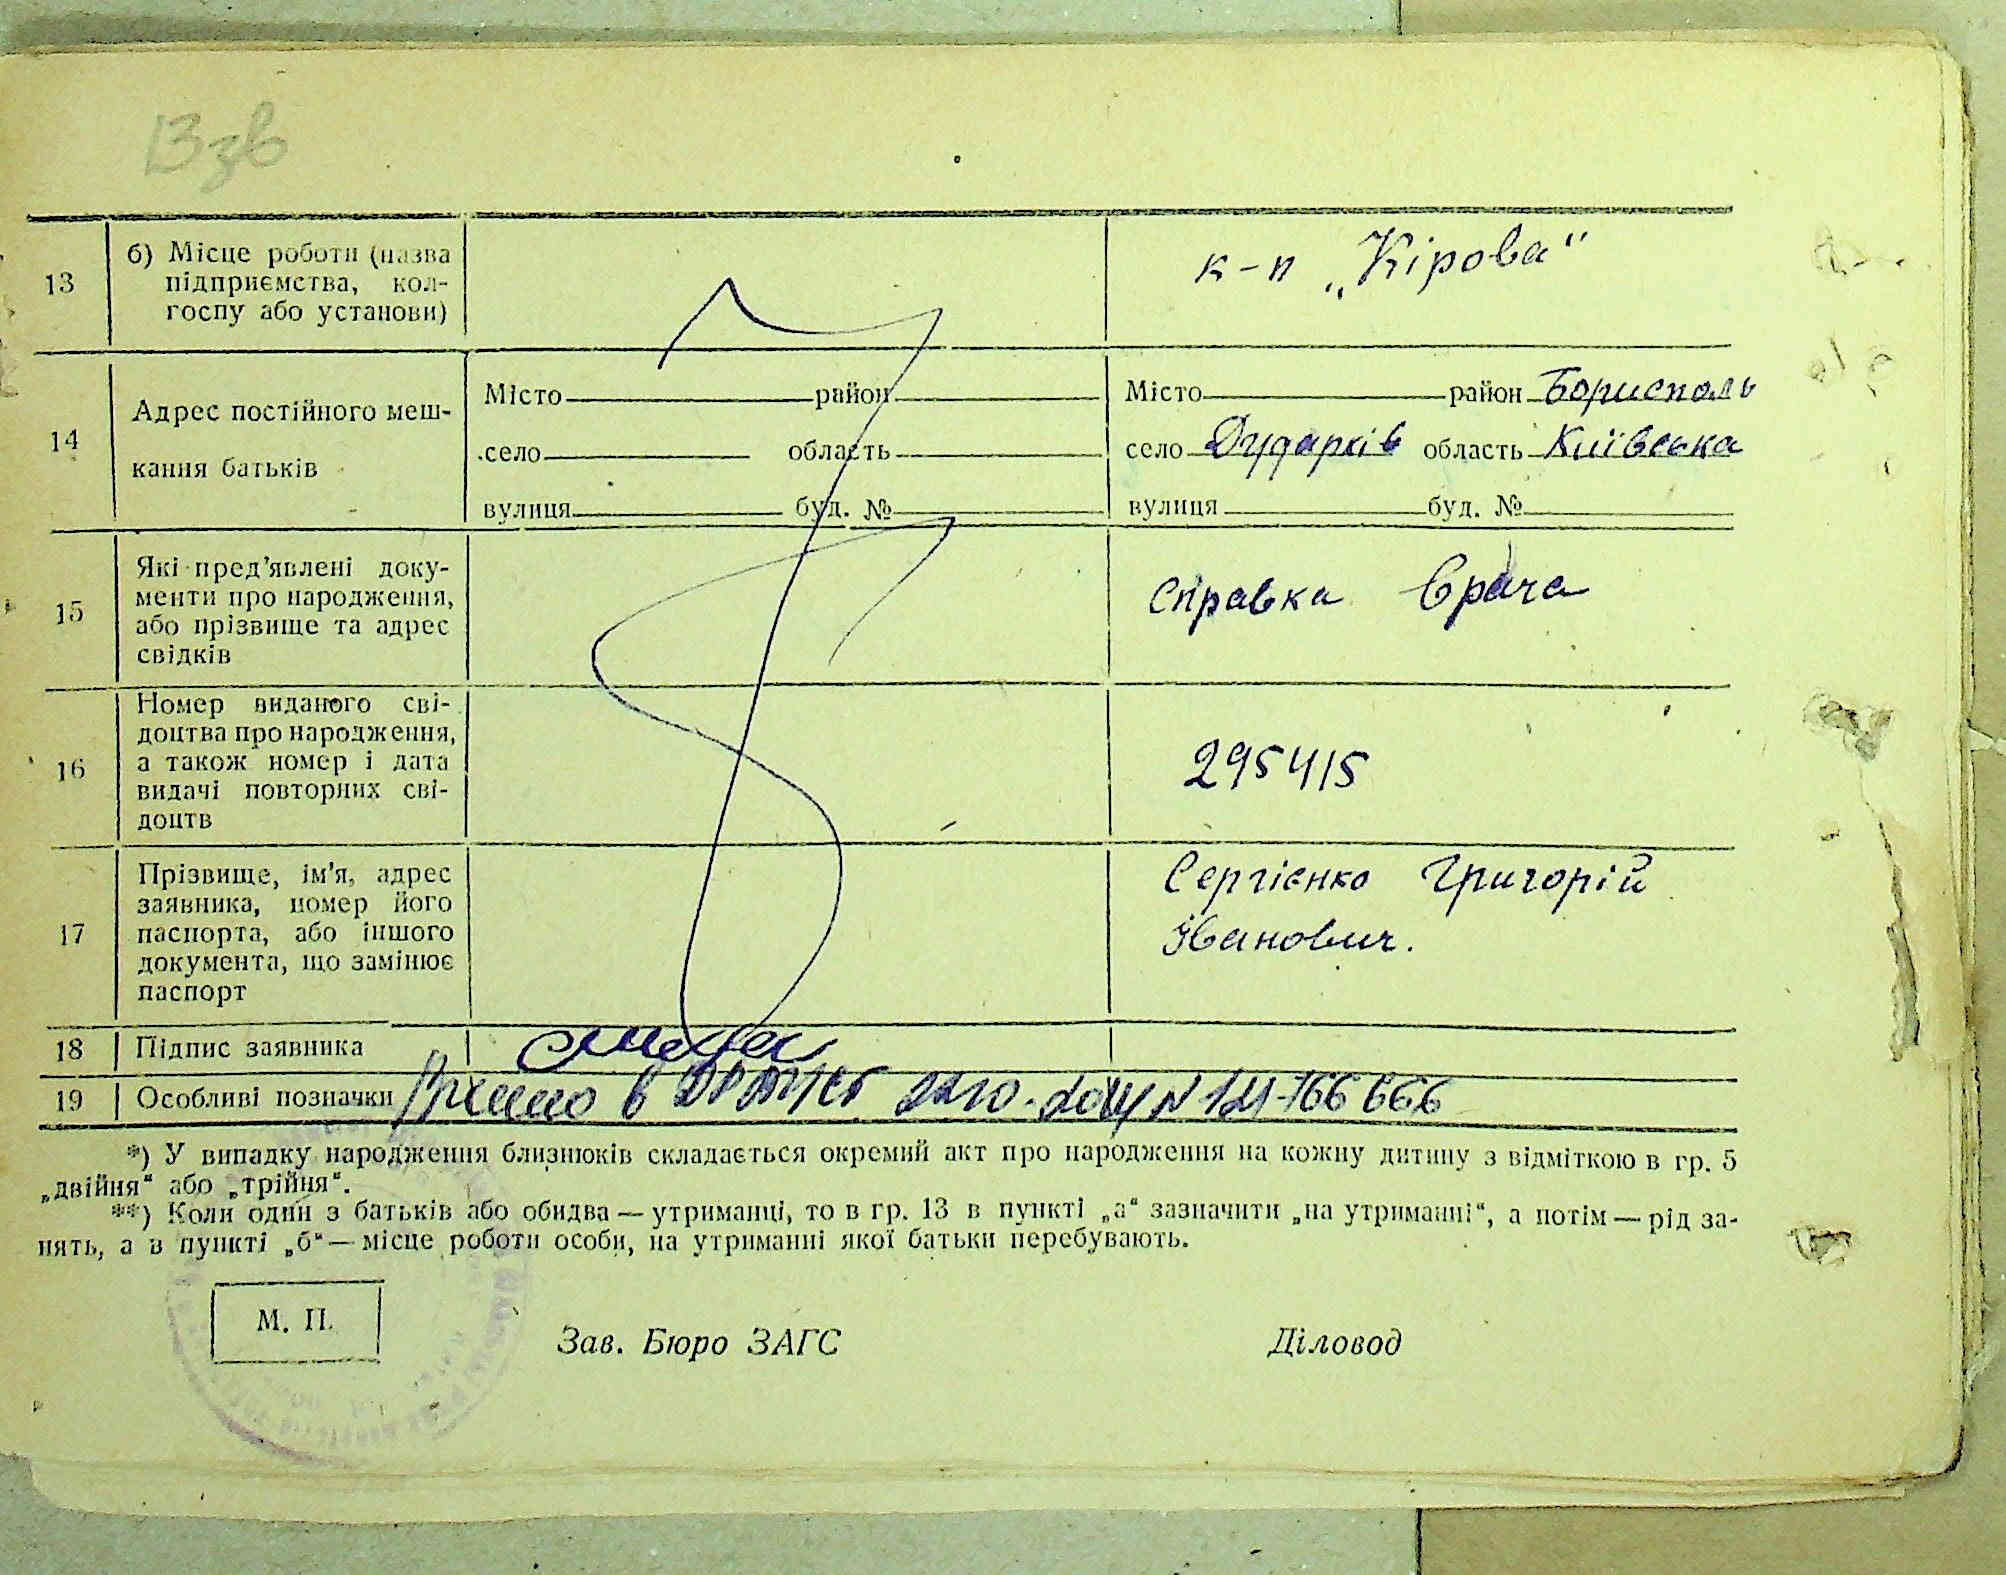 13зв
13
б) Місце роботи (назва
підприємства, кол-
госпу або установи)
к-п „Кірова“
14
Адрес постійного меш-
кання батьків
Місто район
село область
вулиця буд. №
Місто район Борисполь
село Дударків область Київська
вулиця буд. №
15
Які пред’явлені доку-
менти про народження,
або прізвище та адрес
свідків
справка врача
16
Номер виданого сві-
доцтва про народження,
а також номер і дата
видачі повторних сві-
доцтв
295415
17
Прізвище, ім’я, адрес
заявника, номер його
паспорта, або іншого
документа, що замінює
паспорт
Сергієнко Григорій
Іванович.
18 Підпис заявника
19 Особливі позначки
*) У випадку народження близнюків складається окремий акт про народження на кожну дитину з відміткою в гр. 5
„двійня“ або „трійня“.
**) Коли один з батьків або обидва — утриманці, то в гр. 13 в пункті „а“ зазначити „на утриманні“, а потім — рід за-
нять, а в пункті „б“ — місце роботи особи, на утриманні якої батьки перебувають.
М. П.
Зав. Бюро ЗАГС Діловод